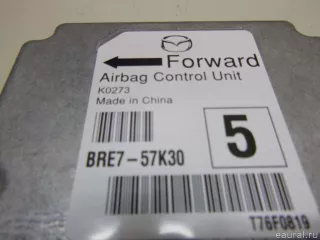 Forward
Airbag Control Unit
K0273
Made in China
BRE7-57K30
5
T76F0819
© eaural.ru